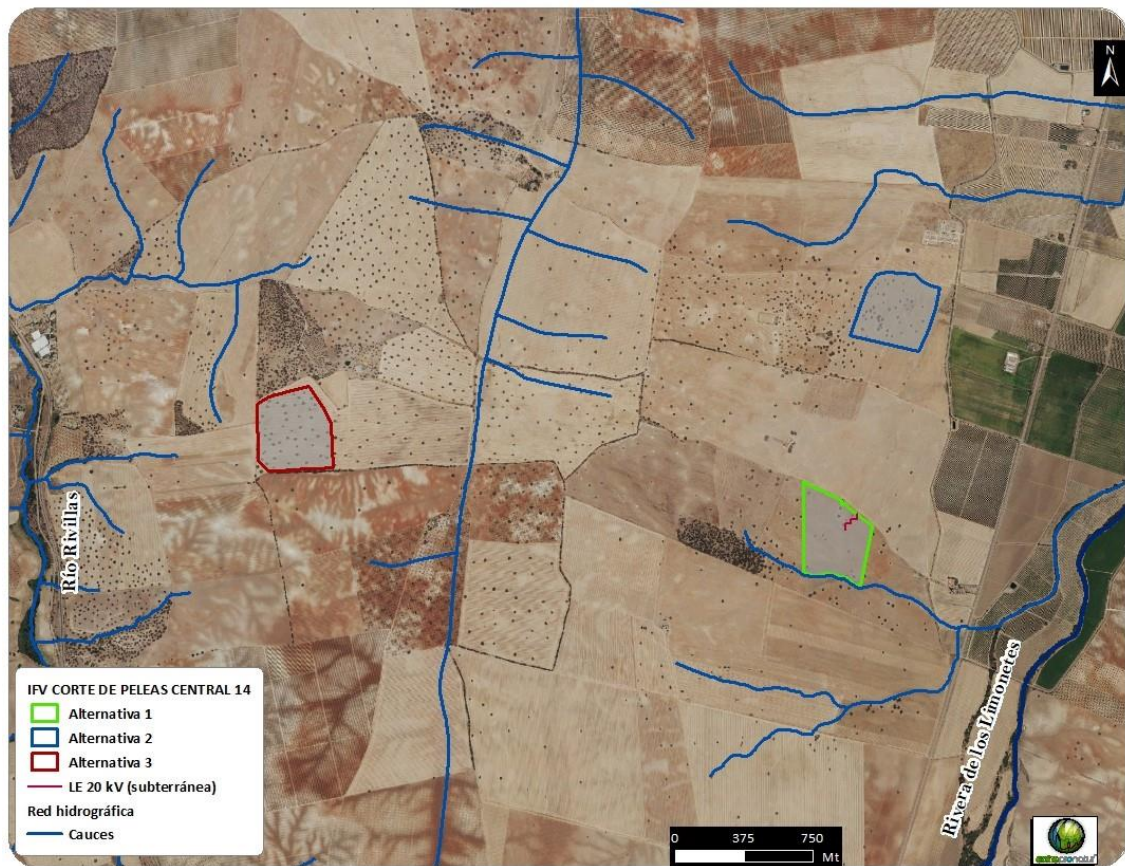 N
Río Rivillas
Rivera de los Limonetes
IFV CORTE DE PELEAS CENTRAL 14
Alternativa 1
Alternativa 2
Alternativa 3
LE 20 kV (subterránea)
Red hidrográfica
Cauces
0 375 750
Mt